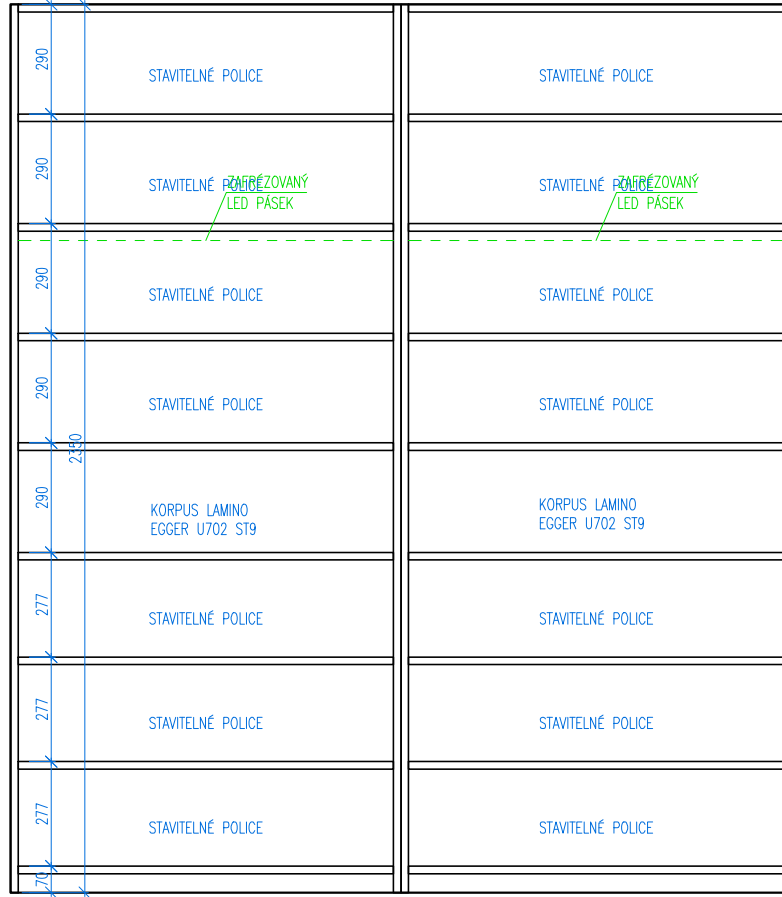 290
STAVITELNÉ POLICE
STAVITELNÉ POLICE
290
STAVITELNÉ POLICE
ZAFRÉZOVANÝ
LED PÁSEK
STAVITELNÉ POLICE
ZAFRÉZOVANÝ
LED PÁSEK
290
STAVITELNÉ POLICE
STAVITELNÉ POLICE
290
STAVITELNÉ POLICE
STAVITELNÉ POLICE
2350
290
KORPUS LAMINO
EGGER U702 ST9
KORPUS LAMINO
EGGER U702 ST9
277
STAVITELNÉ POLICE
STAVITELNÉ POLICE
277
STAVITELNÉ POLICE
STAVITELNÉ POLICE
277
STAVITELNÉ POLICE
STAVITELNÉ POLICE
70